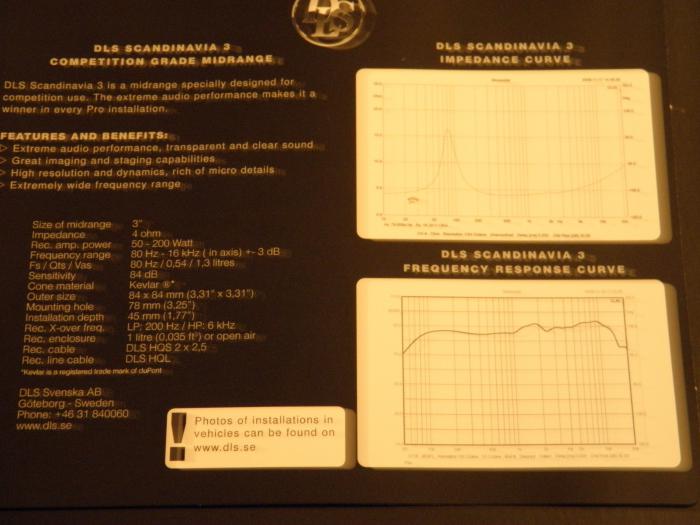 DLS
DLS SCANDINAVIA 3
COMPETITION GRADE MIDRANGE
DLS Scandinavia 3 is a midrange specially designed for
competition use. The extreme audio performance makes it a
winner in every Pro installation.
FEATURES AND BENEFITS:
> Extreme audio performance, transparent and clear sound
> Great imaging and staging capabilities
> High resolution and dynamics, rich of micro details
> Extremely wide frequency range
Size of midrange 3"
Impedance 4 ohm
Rec. amp. power 50 - 200 Watt
Frequency range 80 Hz - 16 kHz ( in axis) +- 3 dB
Fs / Qts / Vas 80 Hz / 0,54 / 1,3 litres
Sensitivity 84 dB
Cone material Kevlar ®*
Outer size 84 x 84 mm (3,31" x 3,31")
Mounting hole 78 mm (3,25")
Installation depth 45 mm (1,77")
Rec. X-over freq. LP: 200 Hz / HP: 6 kHz
Rec. enclosure 1 litre (0,035 ft³) or open air
Rec. cable DLS HQS 2 x 2,5
Rec. line cable DLS HQL
*Kevlar is a registered trade mark of duPont
DLS Svenska AB
Göteborg - Sweden
Phone: +46 31 840060
www.dls.se
! Photos of installations in
vehicles can be found on
www.dls.se
DLS SCANDINAVIA 3
IMPEDANCE CURVE
DLS SCANDINAVIA 3
FREQUENCY RESPONSE CURVE